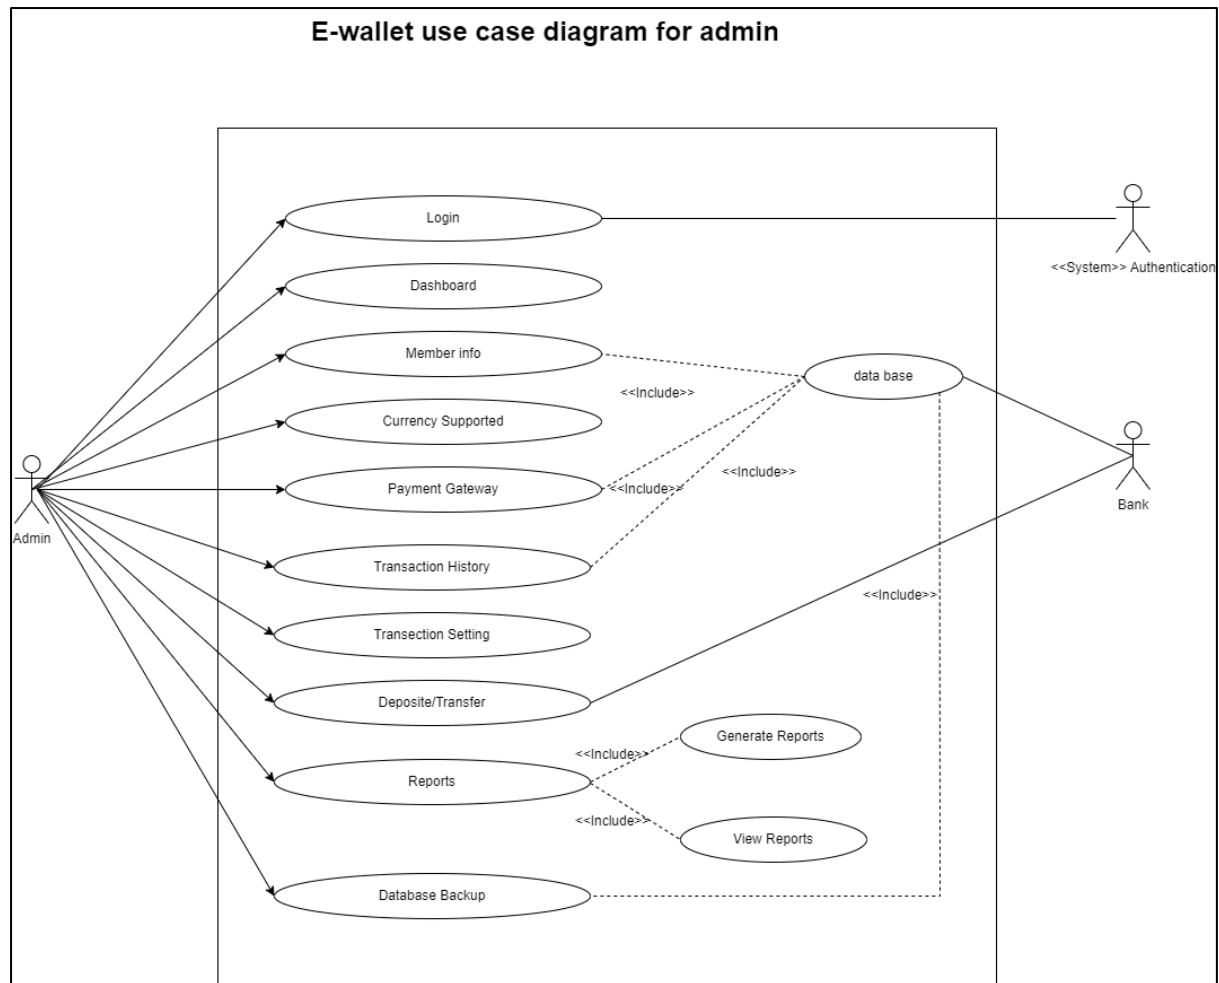 E-wallet use case diagram for admin
Login
<<System>> Authentication
Dashboard
Member info
data base
<<Include>>
Currency Supported
<<Include>>
Payment Gateway
<<Include>>
Bank
Admin
Transaction History
<<Include>>
Transection Setting
Deposite/Transfer
Generate Reports
<<Include>>
Reports
<<Include>>
View Reports
Database Backup